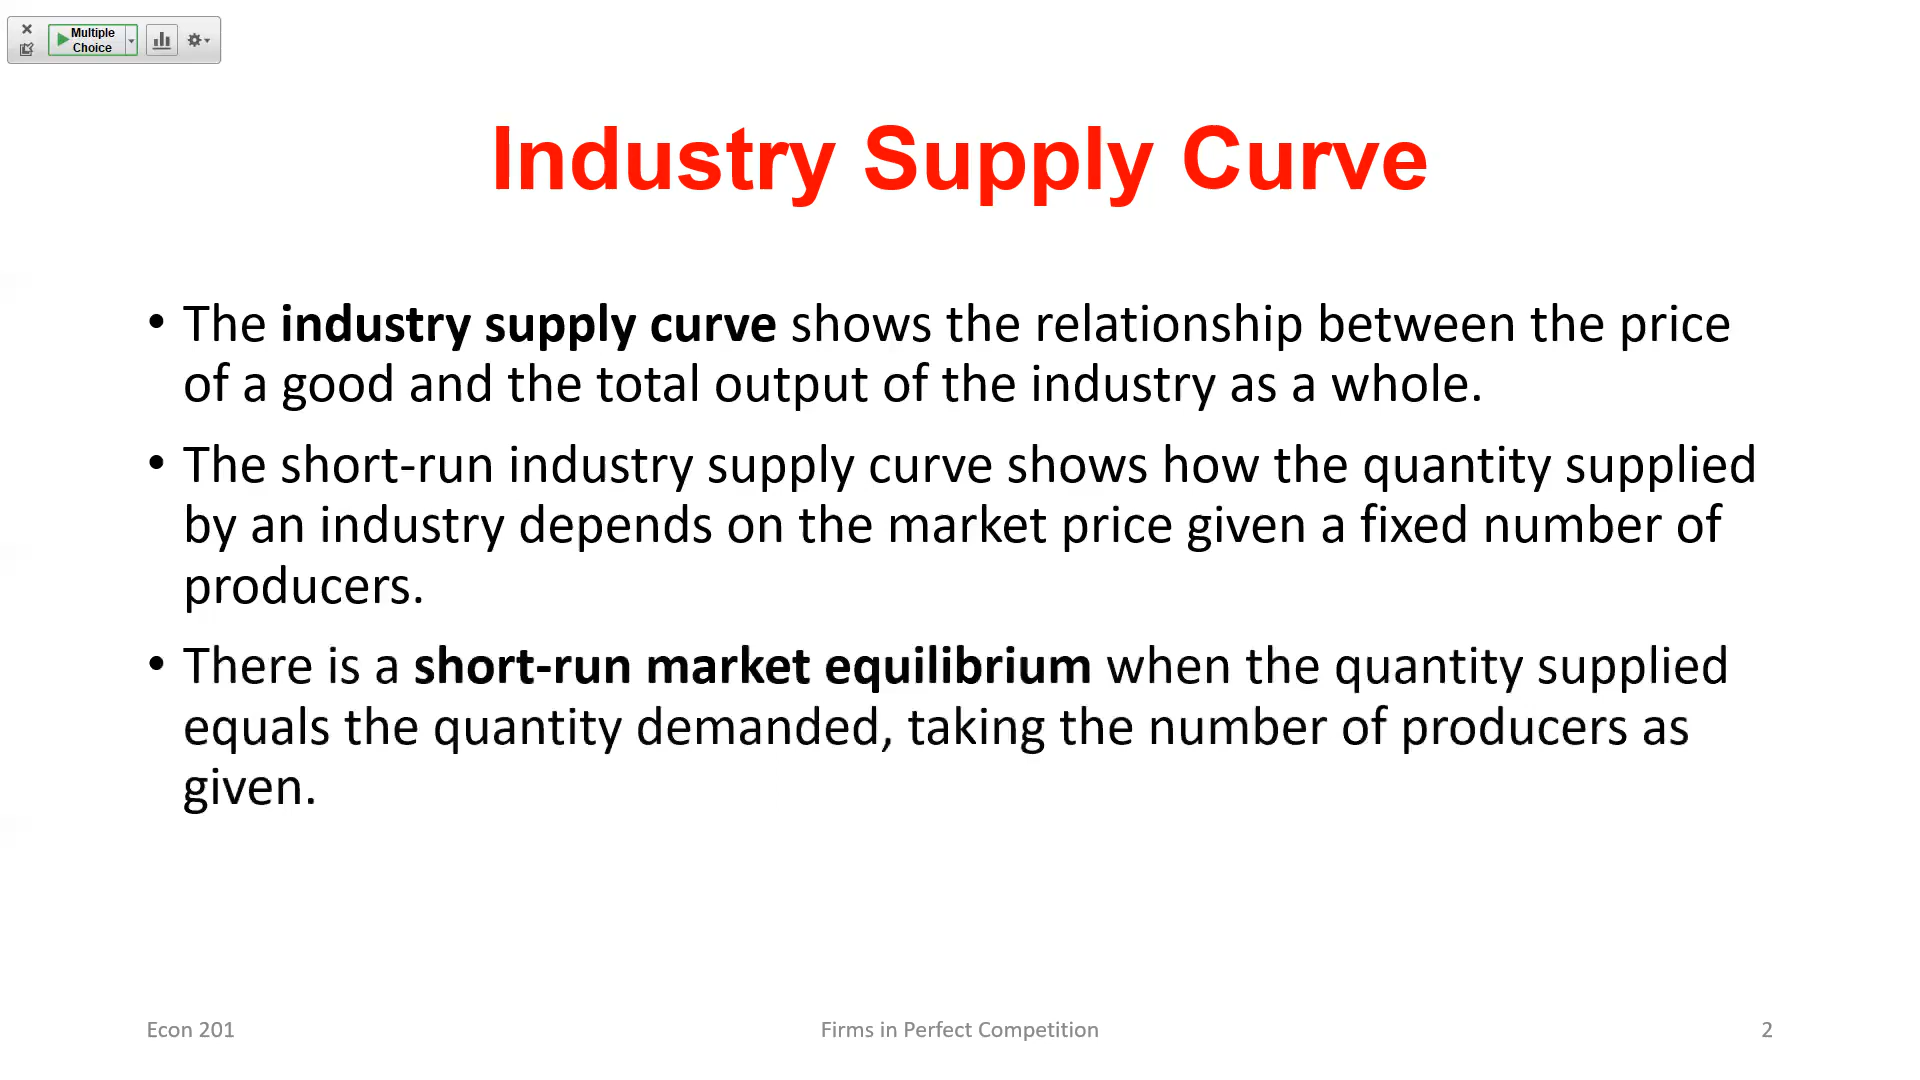 Multiple
Choice
Industry Supply Curve
• The industry supply curve shows the relationship between the price
of a good and the total output of the industry as a whole.
• The short-run industry supply curve shows how the quantity supplied
by an industry depends on the market price given a fixed number of
producers.
• There is a short-run market equilibrium when the quantity supplied
equals the quantity demanded, taking the number of producers as
given.
Econ 201
Firms in Perfect Competition
2